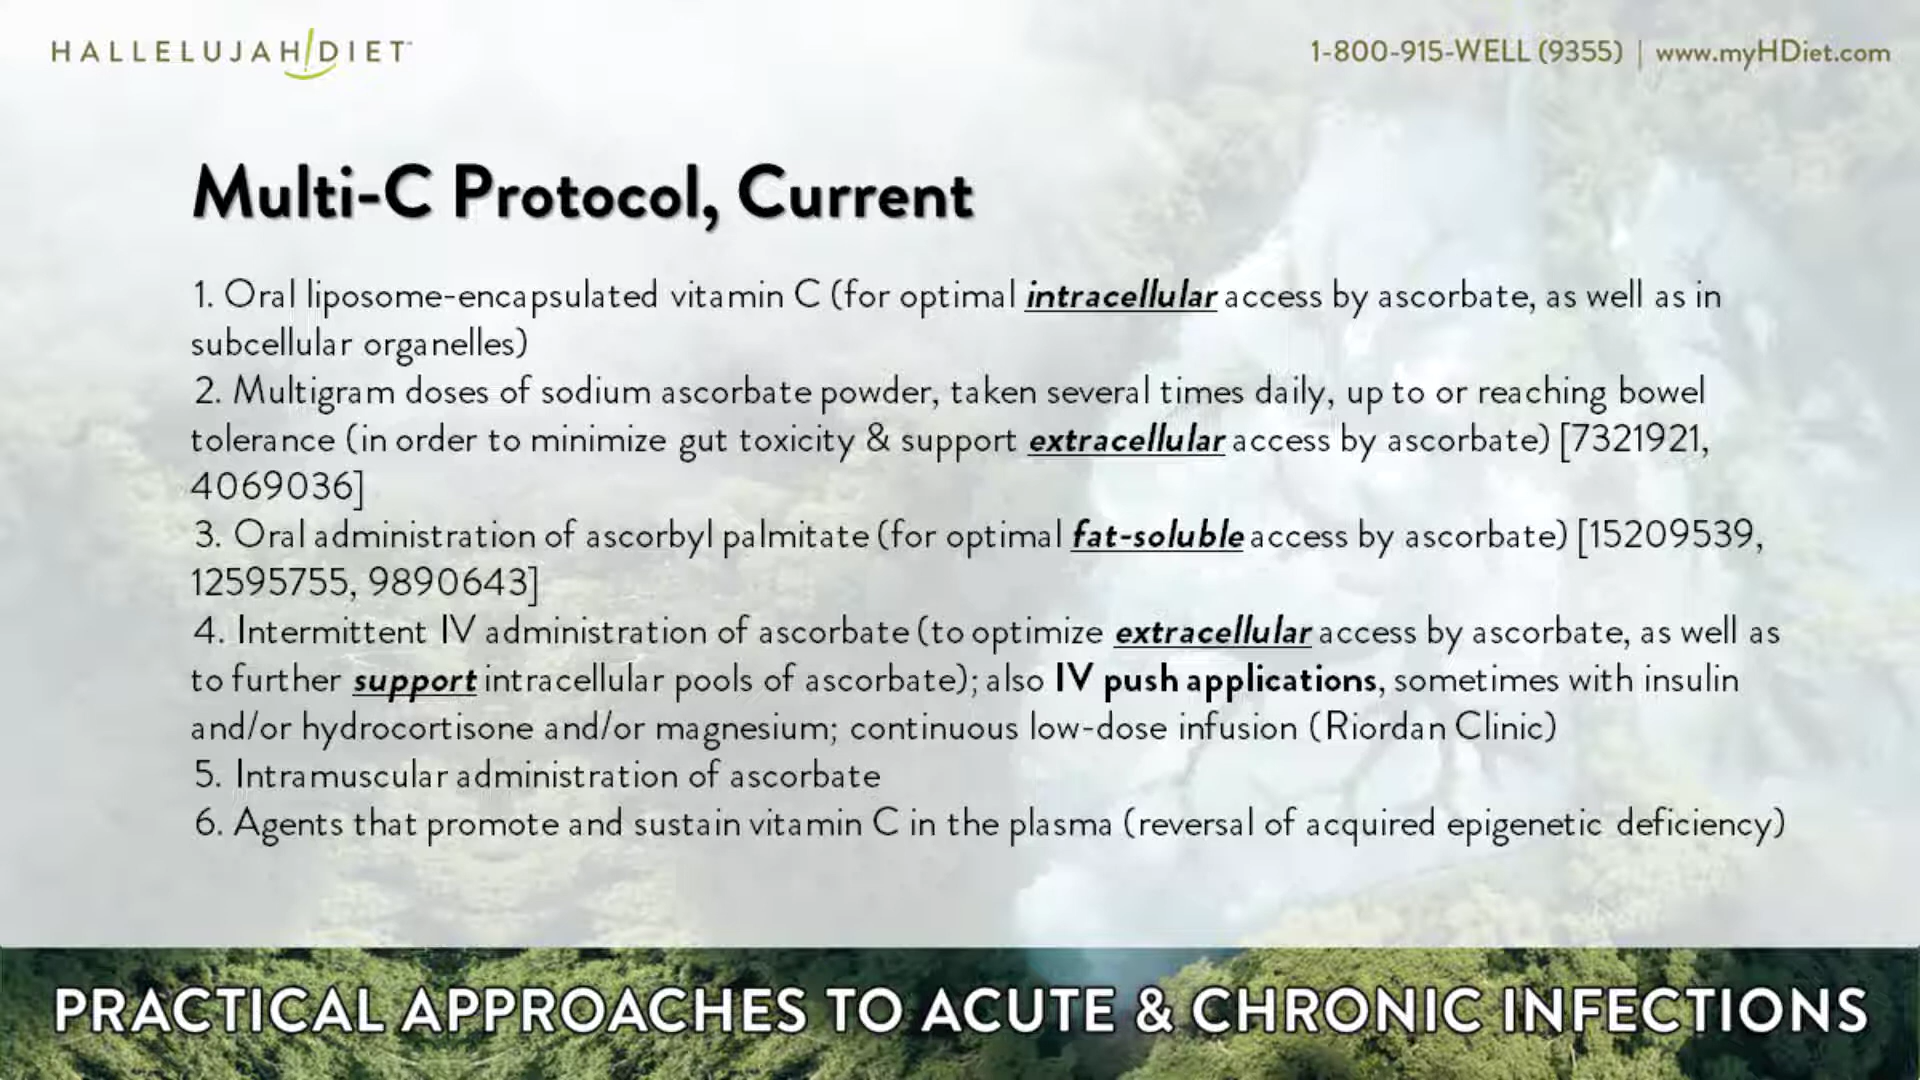 HALLELUJAH DIET™
1-800-915-WELL (9355) | www.myHDiet.com
Multi-C Protocol, Current
1. Oral liposome-encapsulated vitamin C (for optimal intracellular access by ascorbate, as well as in
subcellular organelles)
2. Multigram doses of sodium ascorbate powder, taken several times daily, up to or reaching bowel
tolerance (in order to minimize gut toxicity & support extracellular access by ascorbate) [7321921,
4069036]
3. Oral administration of ascorbyl palmitate (for optimal fat-soluble access by ascorbate) [15209539,
12595755, 9890643]
4. Intermittent IV administration of ascorbate (to optimize extracellular access by ascorbate, as well as
to further support intracellular pools of ascorbate); also IV push applications, sometimes with insulin
and/or hydrocortisone and/or magnesium; continuous low-dose infusion (Riordan Clinic)
5. Intramuscular administration of ascorbate
6. Agents that promote and sustain vitamin C in the plasma (reversal of acquired epigenetic deficiency)
PRACTICAL APPROACHES TO ACUTE & CHRONIC INFECTIONS